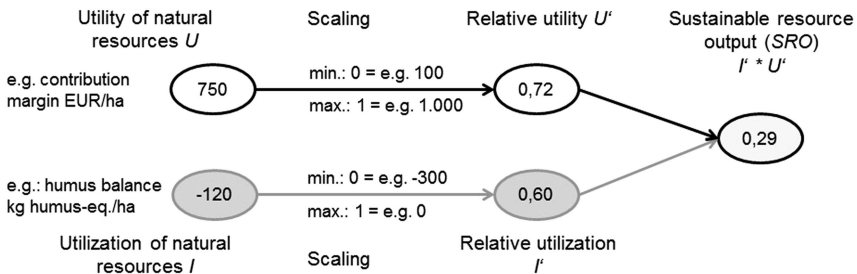 Utility of natural
resources U
Scaling
Relative utility U‘
Sustainable resource
output (SRO)
I‘ * U‘
e.g. contribution
margin EUR/ha
750
min.: 0 = e.g. 100
max.: 1 = e.g. 1.000
0,72
0,29
e.g.: humus balance
kg humus-eq./ha
-120
min.: 0 = e.g. -300
max.: 1 = e.g. 0
0,60
Utilization of natural
resources I
Scaling
Relative utilization
I‘